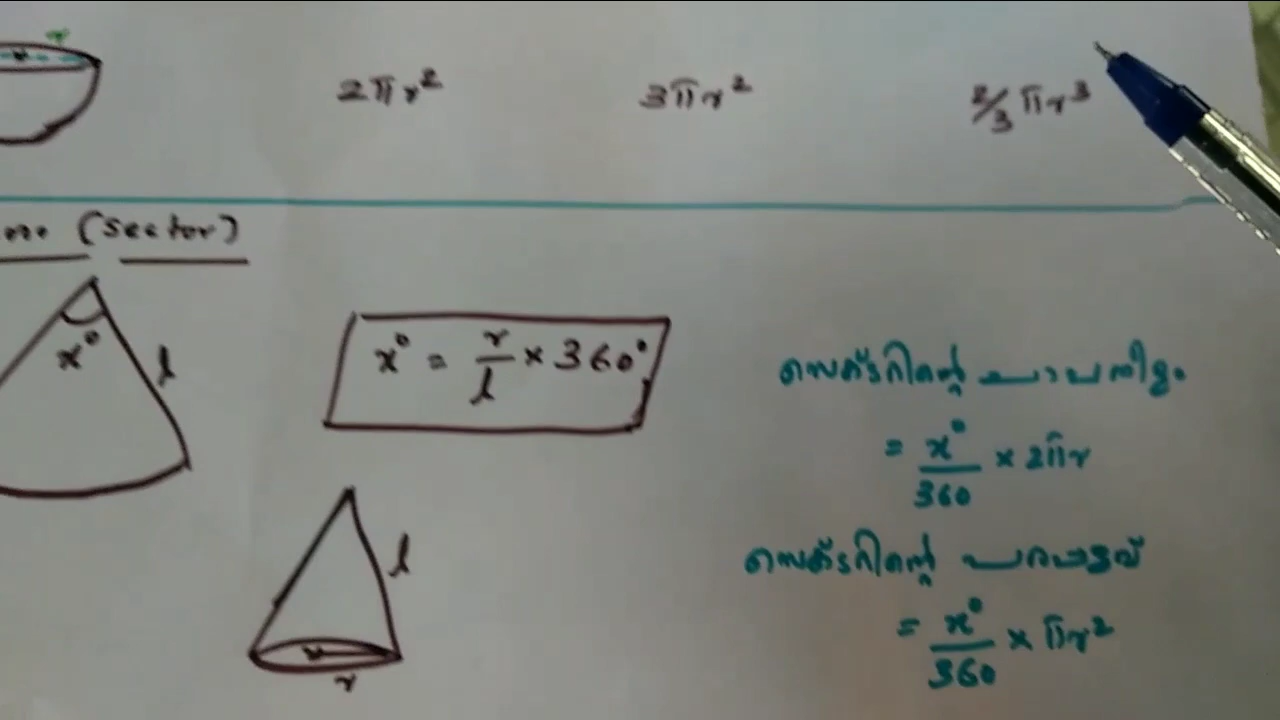 r
2πr² 3πr² 2/3 πr³
(sector)
x° l
x° = r/l × 360°
സെക്ടറിന്റെ ചാപനീളം
= x°/360 × 2πr
l
r
സെക്ടറിന്റെ പരപ്പളവ്
= x°/360 × πr²